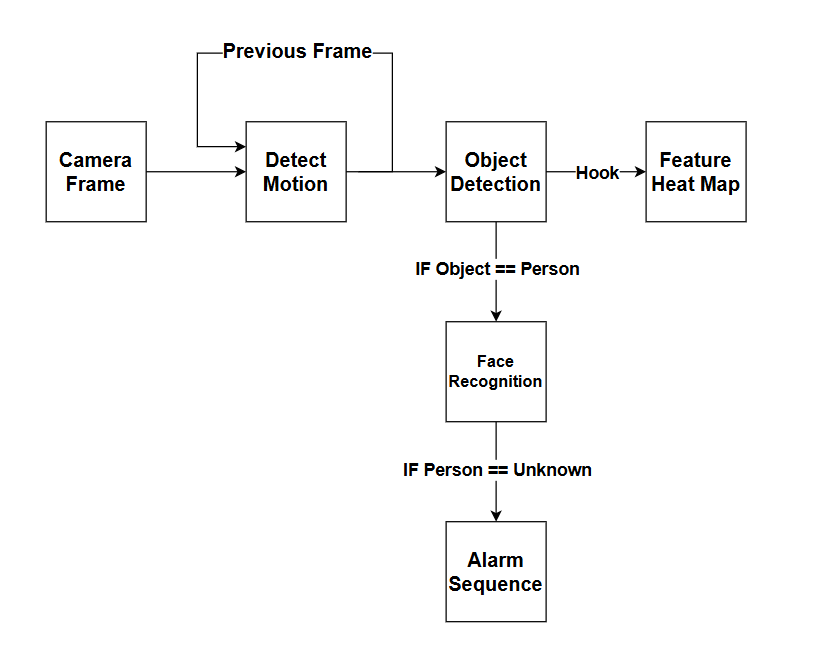 Previous Frame
Camera
Frame
Detect
Motion
Object
Detection
Hook
Feature
Heat Map
IF Object == Person
Face
Recognition
IF Person == Unknown
Alarm
Sequence